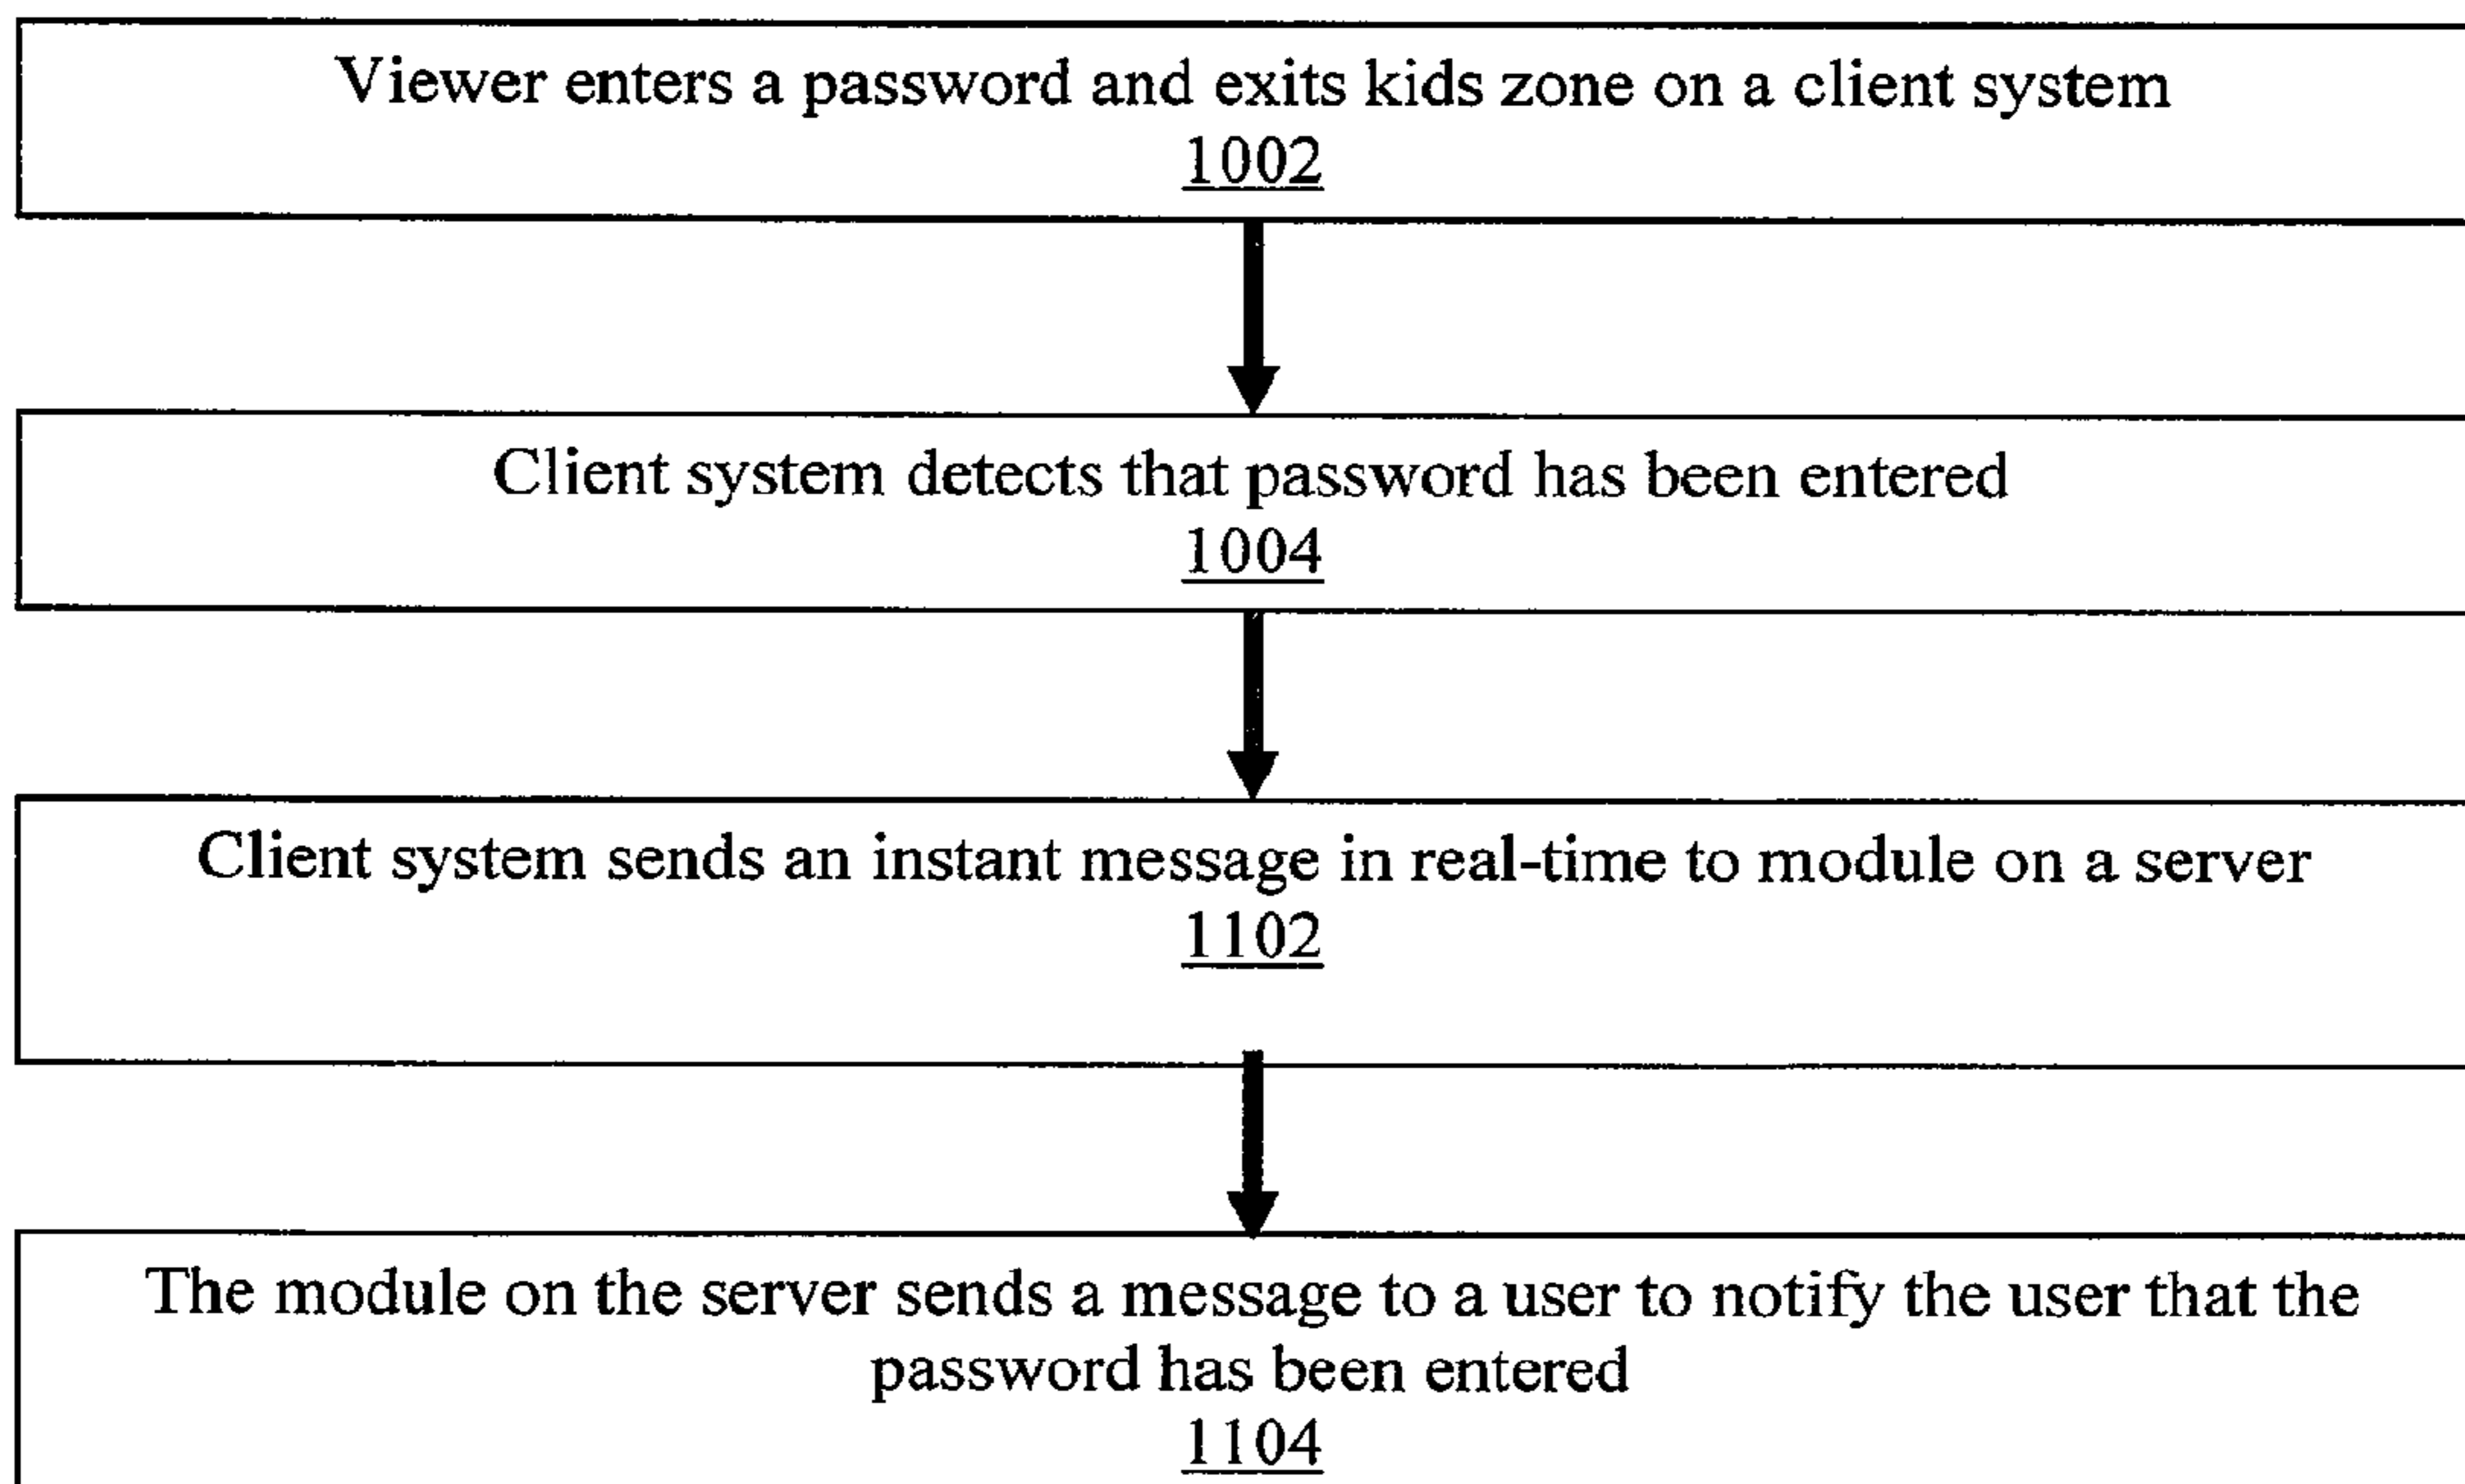 Viewer enters a password and exits kids zone on a client system
1002
Client system detects that password has been entered
1004
Client system sends an instant message in real-time to module on a server
1102
The module on the server sends a message to a user to notify the user that the
password has been entered
1104